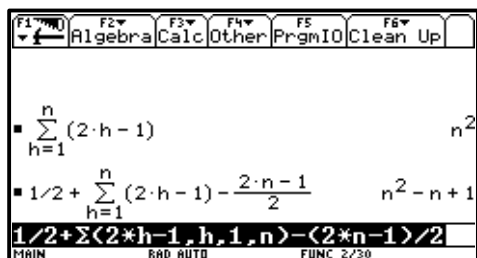 F1 F2 Algebra F3 Calc F4 Other F5 PrgmIO F6 Clean Up
n
∑ (2·h − 1) n²
h=1
n
1/2 + ∑ (2·h − 1) − (2·n − 1)/2 n² − n + 1
h=1
1/2+Σ(2*h-1,h,1,n)-(2*n-1)/2
MAIN RAD AUTO FUNC 2/30